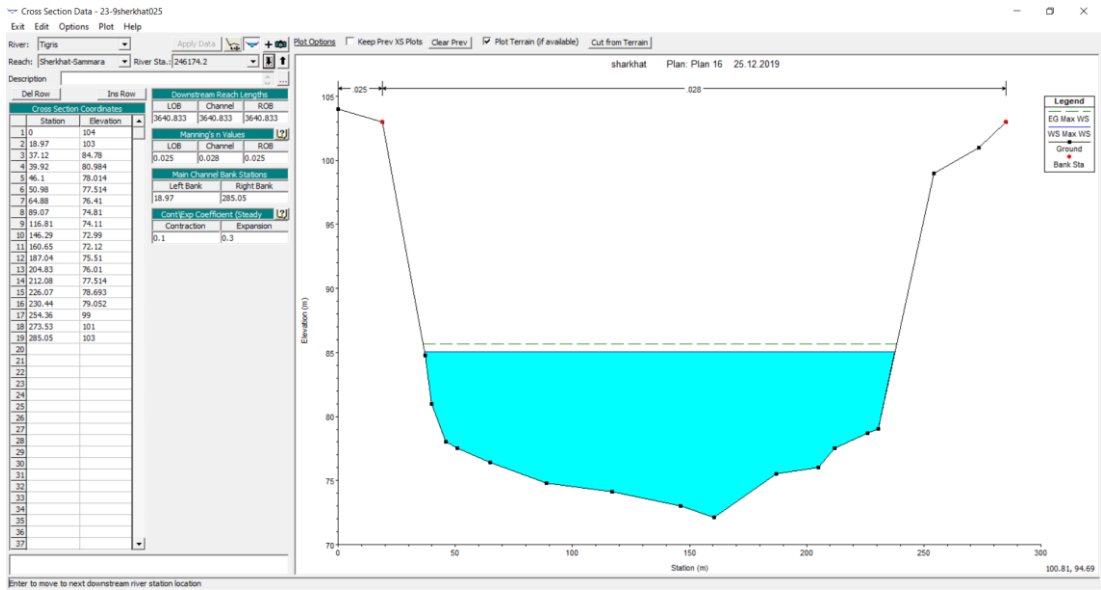 Cross Section Data - 23-9sherkhat025
Exit Edit Options Plot Help
River: Tigris Apply Data Plot Options Keep Prev XS Plots Clear Prev Plot Terrain (if available) Cut from Terrain
Reach: Sherkhat-Sammara River Sta.: 246174.2
Description ...
Del Row Ins Row
Cross Section Coordinates
Station Elevation
1 0 104
2 18.97 103
3 37.12 84.78
4 39.92 80.984
5 46.1 78.014
6 50.98 77.514
7 64.88 76.41
8 89.07 74.81
9 116.81 74.11
10 146.29 72.99
11 160.65 72.12
12 187.04 75.51
13 204.83 76.01
14 212.08 77.514
15 226.07 78.693
16 230.44 79.052
17 254.36 99
18 273.53 101
19 285.05 103
20
21
22
23
24
25
26
27
28
29
30
31
32
33
34
35
36
37
Downstream Reach Lengths
LOB Channel ROB
3640.833 3640.833 3640.833
Manning's n Values ?
LOB Channel ROB
0.025 0.028 0.025
Main Channel Bank Stations
Left Bank Right Bank
18.97 285.05
Cont\Exp Coefficient (Steady ?
Contraction Expansion
0.1 0.3
sharkhat Plan: Plan 16 25.12.2019
.025 .028
105
100
95
90
85
80
75
70
Elevation (m)
0 50 100 150 200 250 300
Station (m)
Legend
EG Max WS
WS Max WS
Ground
Bank Sta
100.81, 94.69
Enter to move to next downstream river station location